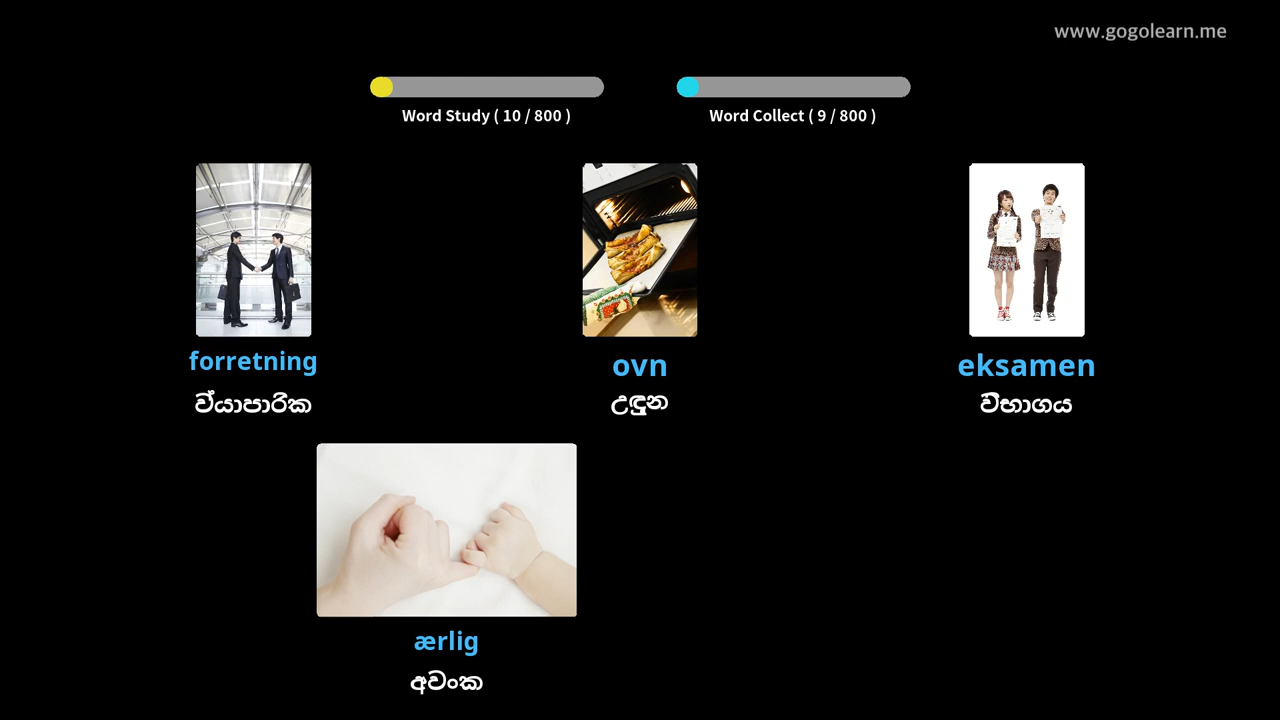 www.gogolearn.me
Word Study ( 10 / 800 )
Word Collect ( 9 / 800 )
forretning
ව්යාපාරික
ovn
උඳුන
eksamen
විභාගය
ærlig
අවංක